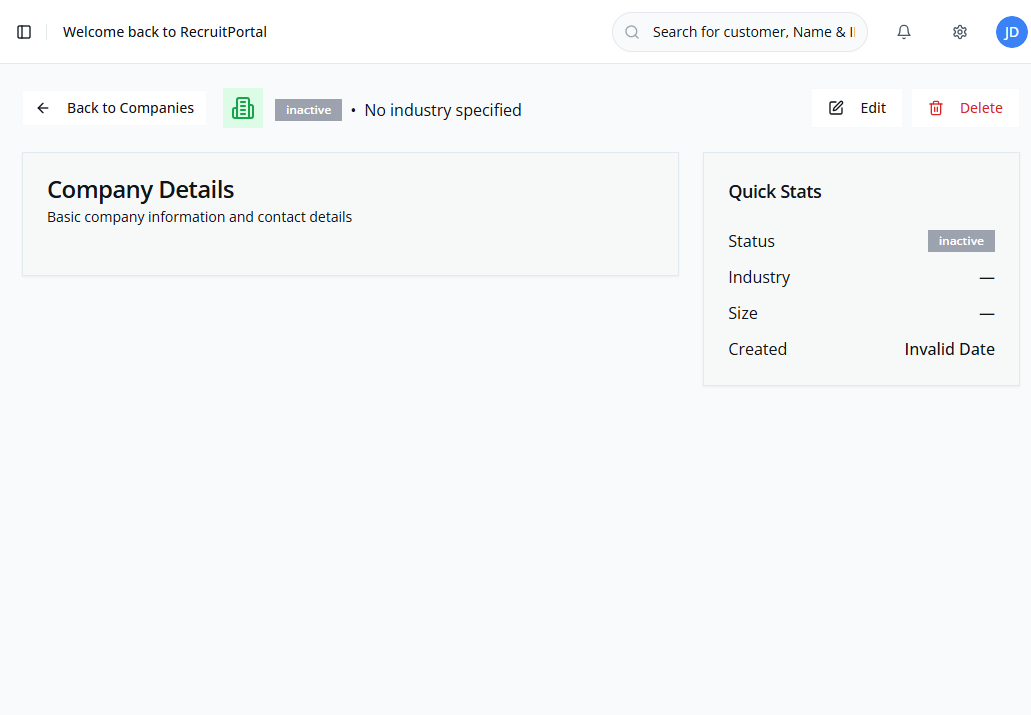 Welcome back to RecruitPortal
Search for customer, Name &
JD
Back to Companies
inactive • No industry specified
Edit
Delete
Company Details
Basic company information and contact details
Quick Stats
Status inactive
Industry —
Size —
Created Invalid Date